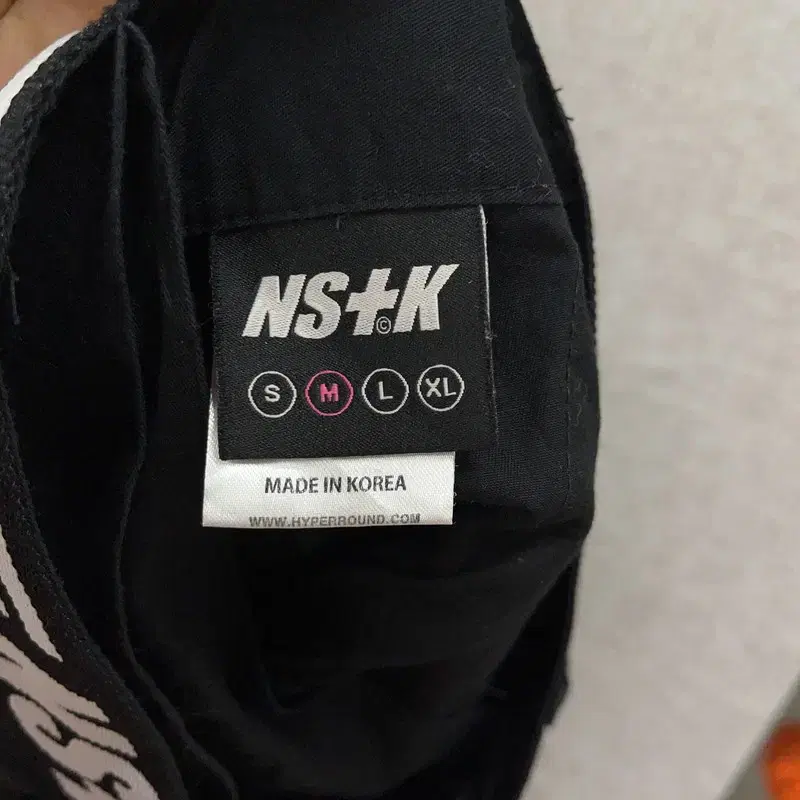 NS+K
©
S M L XL
MADE IN KOREA
WWW.HYPERROUND.COM